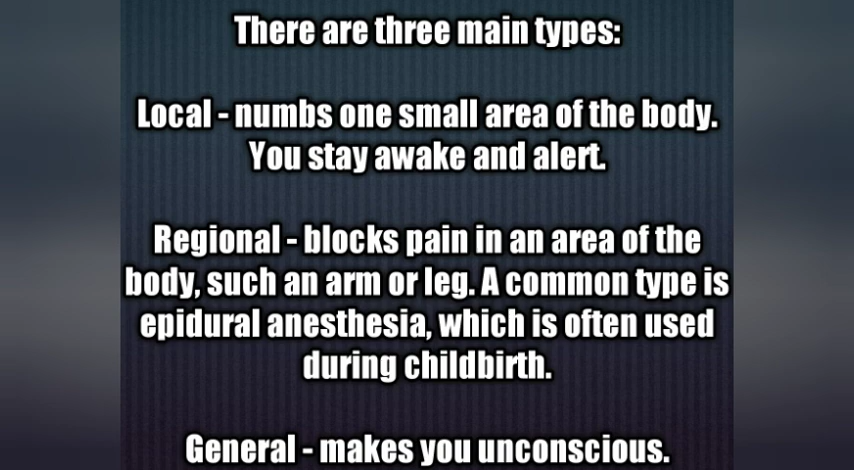 There are three main types:
Local - numbs one small area of the body.
You stay awake and alert.
Regional - blocks pain in an area of the
body, such an arm or leg. A common type is
epidural anesthesia, which is often used
during childbirth.
General - makes you unconscious.